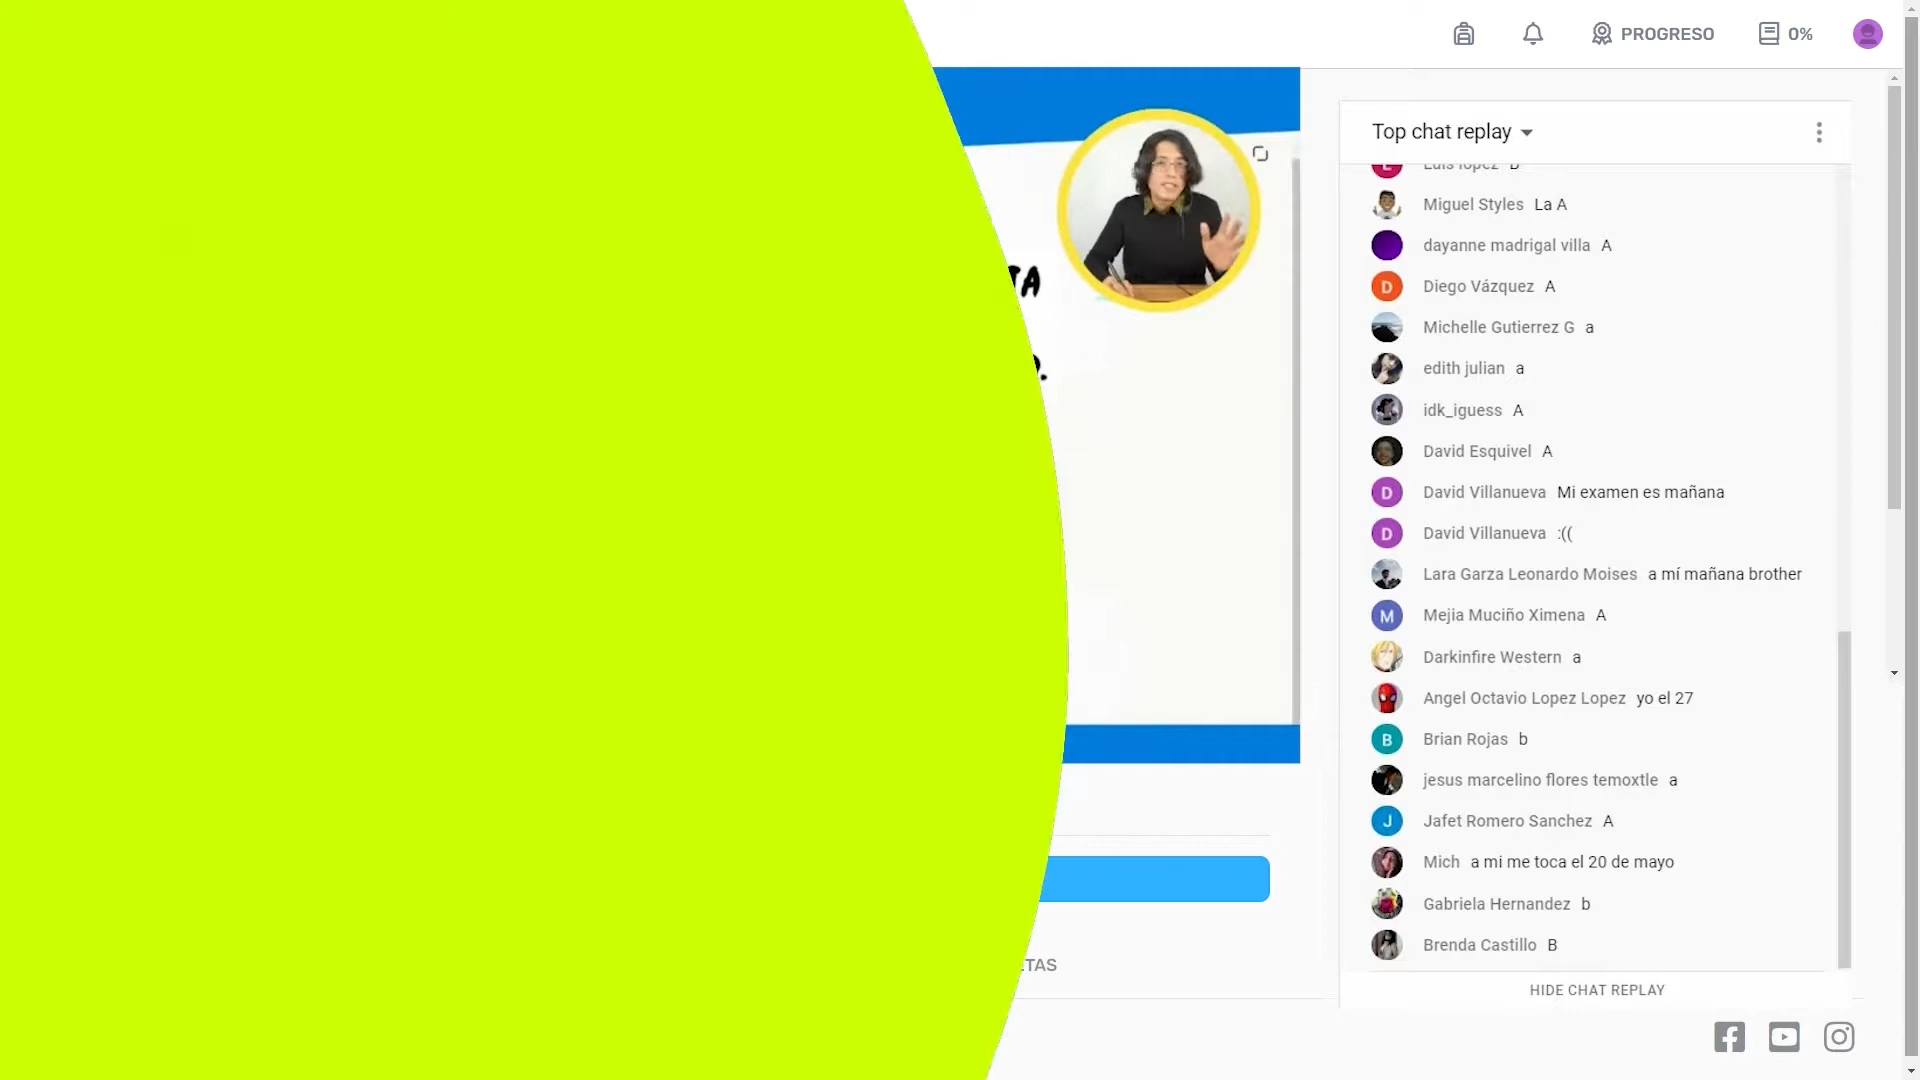 PROGRESO
0%
Top chat replay
Luis lopez B
Miguel Styles La A
dayanne madrigal villa A
Diego Vázquez A
Michelle Gutierrez G a
edith julian a
idk_iguess A
David Esquivel A
David Villanueva Mi examen es mañana
David Villanueva :((
Lara Garza Leonardo Moises a mí mañana brother
Mejia Muciño Ximena A
Darkinfire Western a
Angel Octavio Lopez Lopez yo el 27
Brian Rojas b
jesus marcelino flores temoxtle a
Jafet Romero Sanchez A
Mich a mi me toca el 20 de mayo
Gabriela Hernandez b
Brenda Castillo B
HIDE CHAT REPLAY
TAS